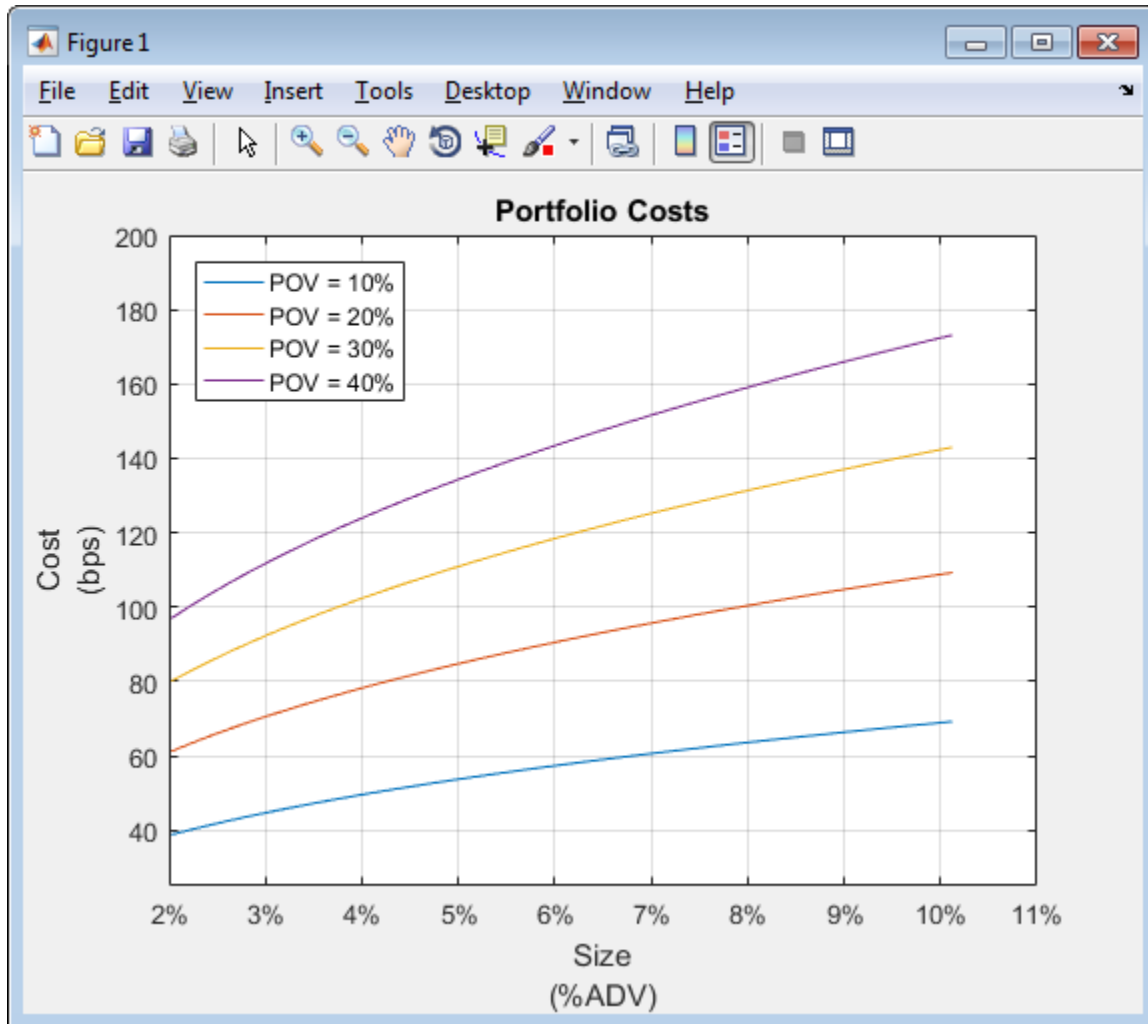 Figure 1
File Edit View Insert Tools Desktop Window Help
Portfolio Costs
200
180
160
140
120
100
80
60
40
POV = 10%
POV = 20%
POV = 30%
POV = 40%
Cost
(bps)
2% 3% 4% 5% 6% 7% 8% 9% 10% 11%
Size
(%ADV)